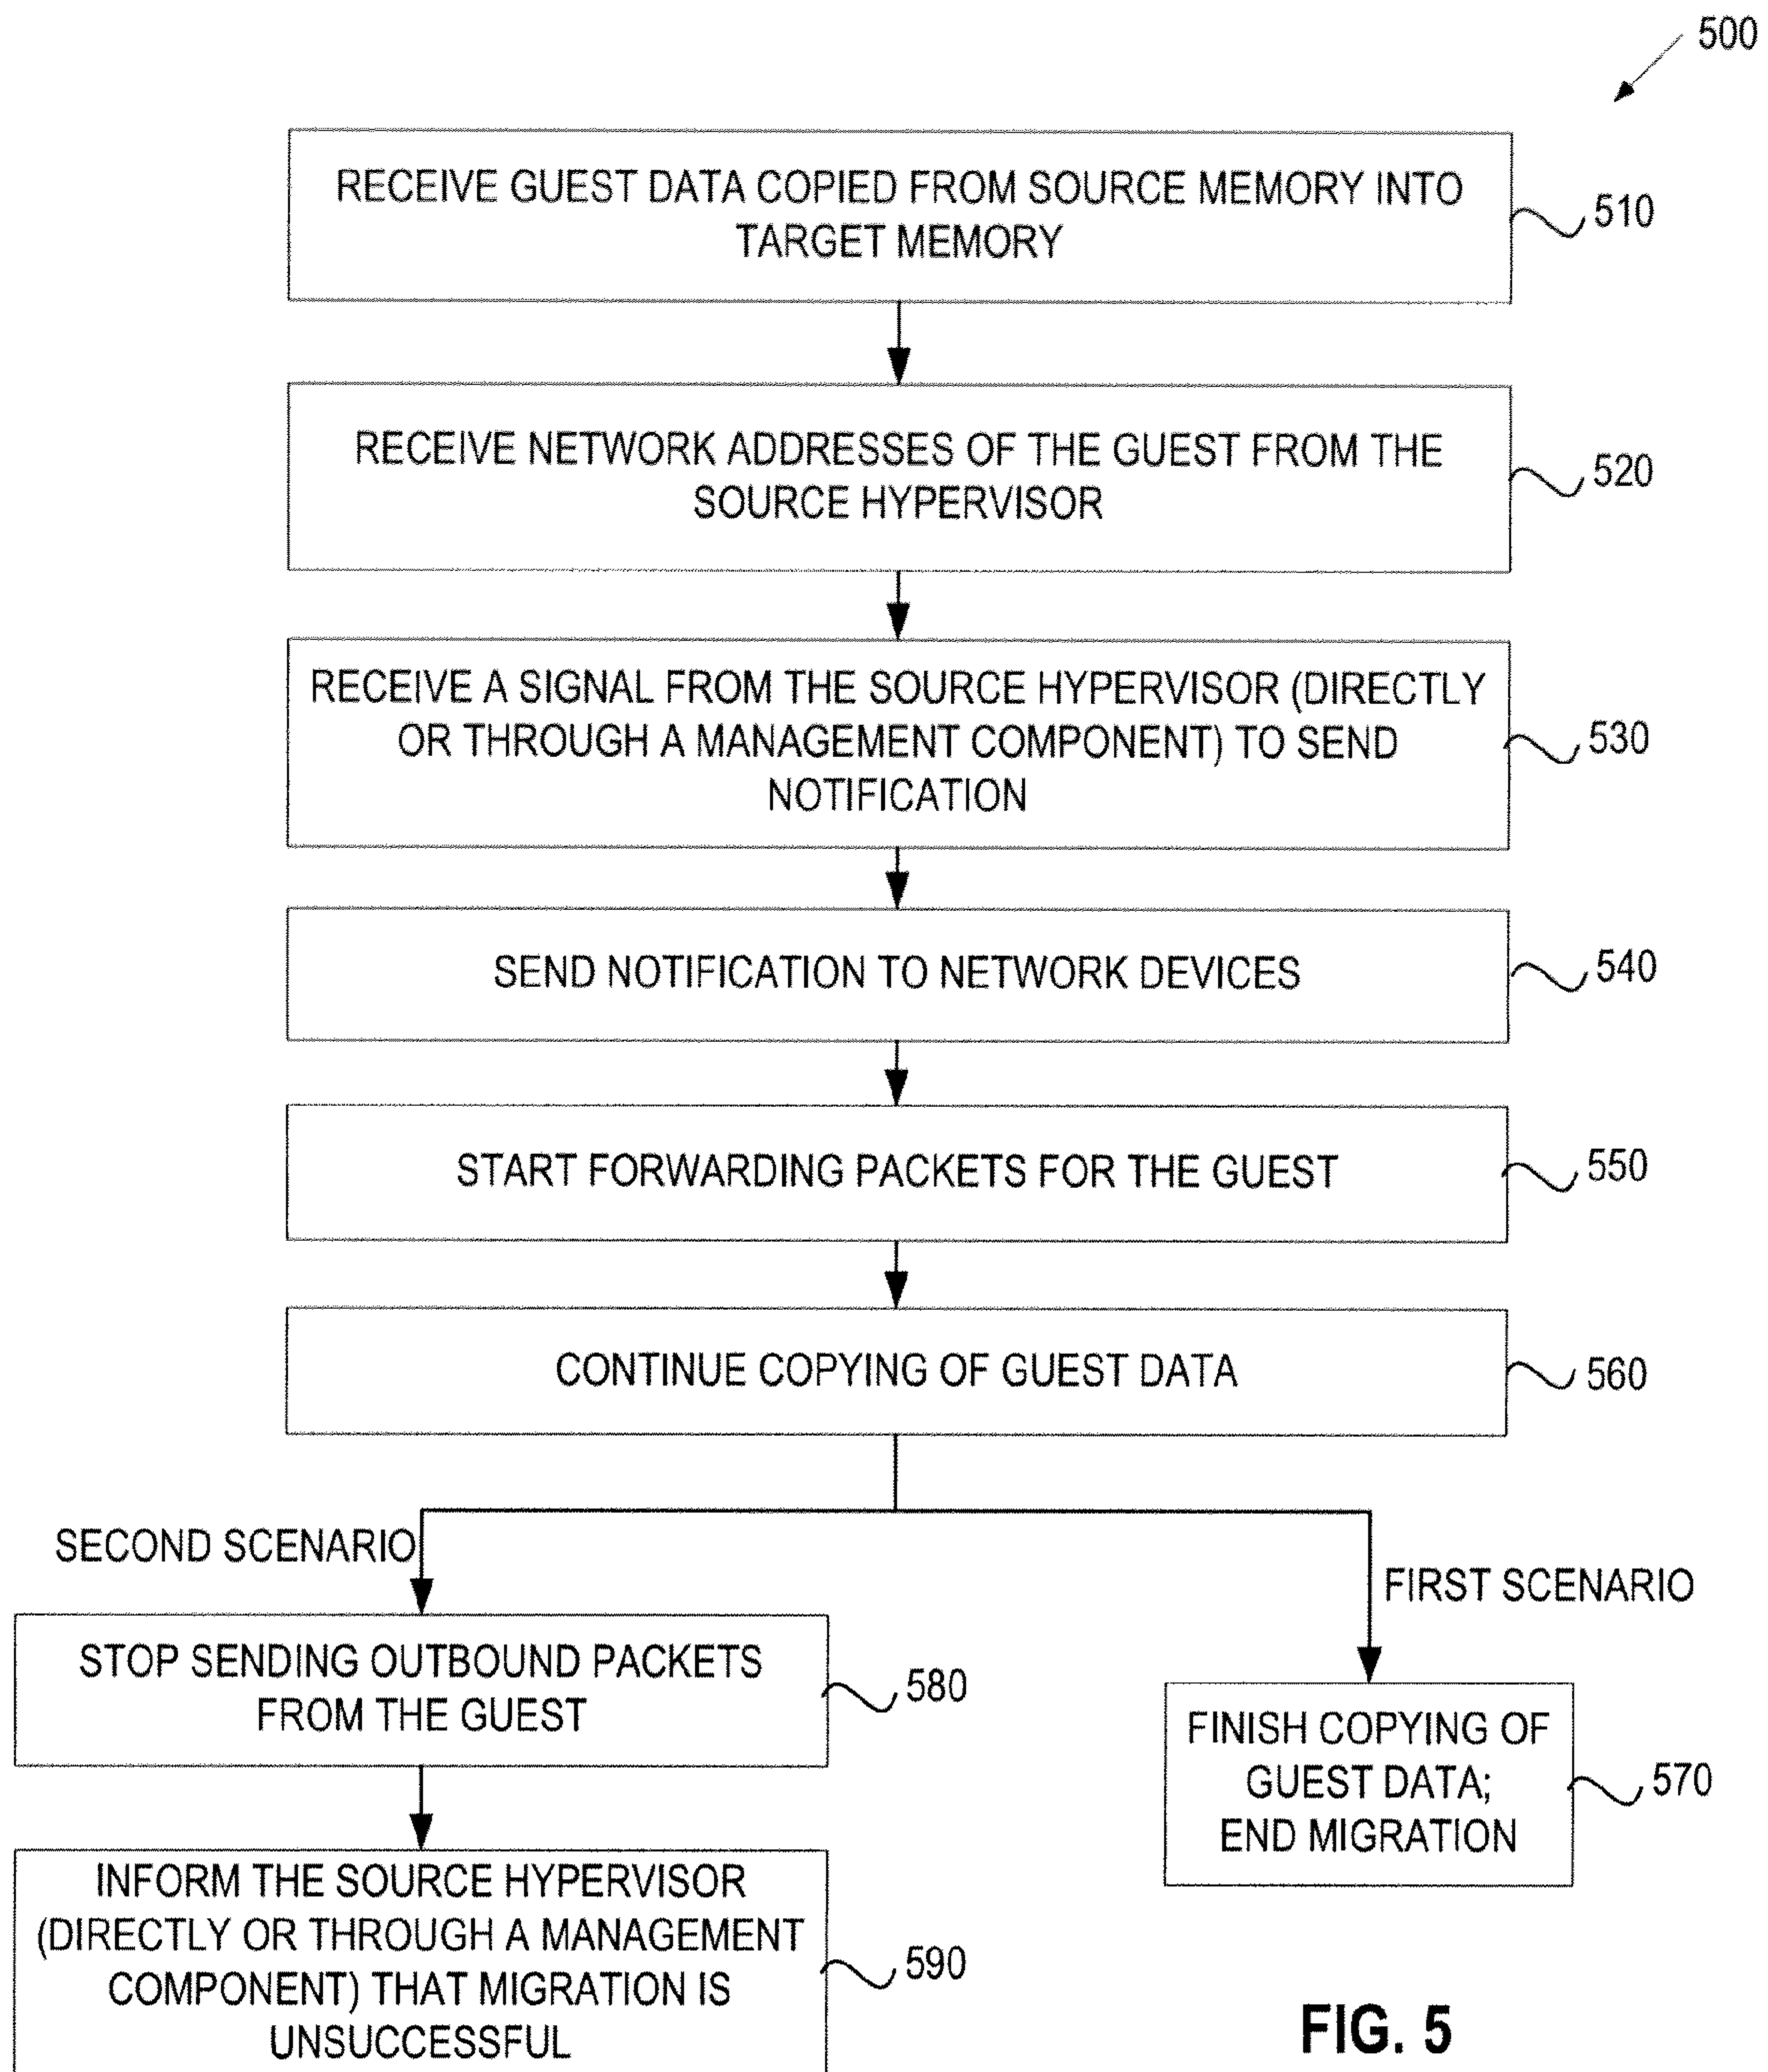 500
RECEIVE GUEST DATA COPIED FROM SOURCE MEMORY INTO
TARGET MEMORY
510
RECEIVE NETWORK ADDRESSES OF THE GUEST FROM THE
SOURCE HYPERVISOR
520
RECEIVE A SIGNAL FROM THE SOURCE HYPERVISOR (DIRECTLY
OR THROUGH A MANAGEMENT COMPONENT) TO SEND
NOTIFICATION
530
SEND NOTIFICATION TO NETWORK DEVICES
540
START FORWARDING PACKETS FOR THE GUEST
550
CONTINUE COPYING OF GUEST DATA
560
SECOND SCENARIO
FIRST SCENARIO
STOP SENDING OUTBOUND PACKETS
FROM THE GUEST
580
FINISH COPYING OF
GUEST DATA;
END MIGRATION
570
INFORM THE SOURCE HYPERVISOR
(DIRECTLY OR THROUGH A MANAGEMENT
COMPONENT) THAT MIGRATION IS
UNSUCCESSFUL
590
FIG. 5